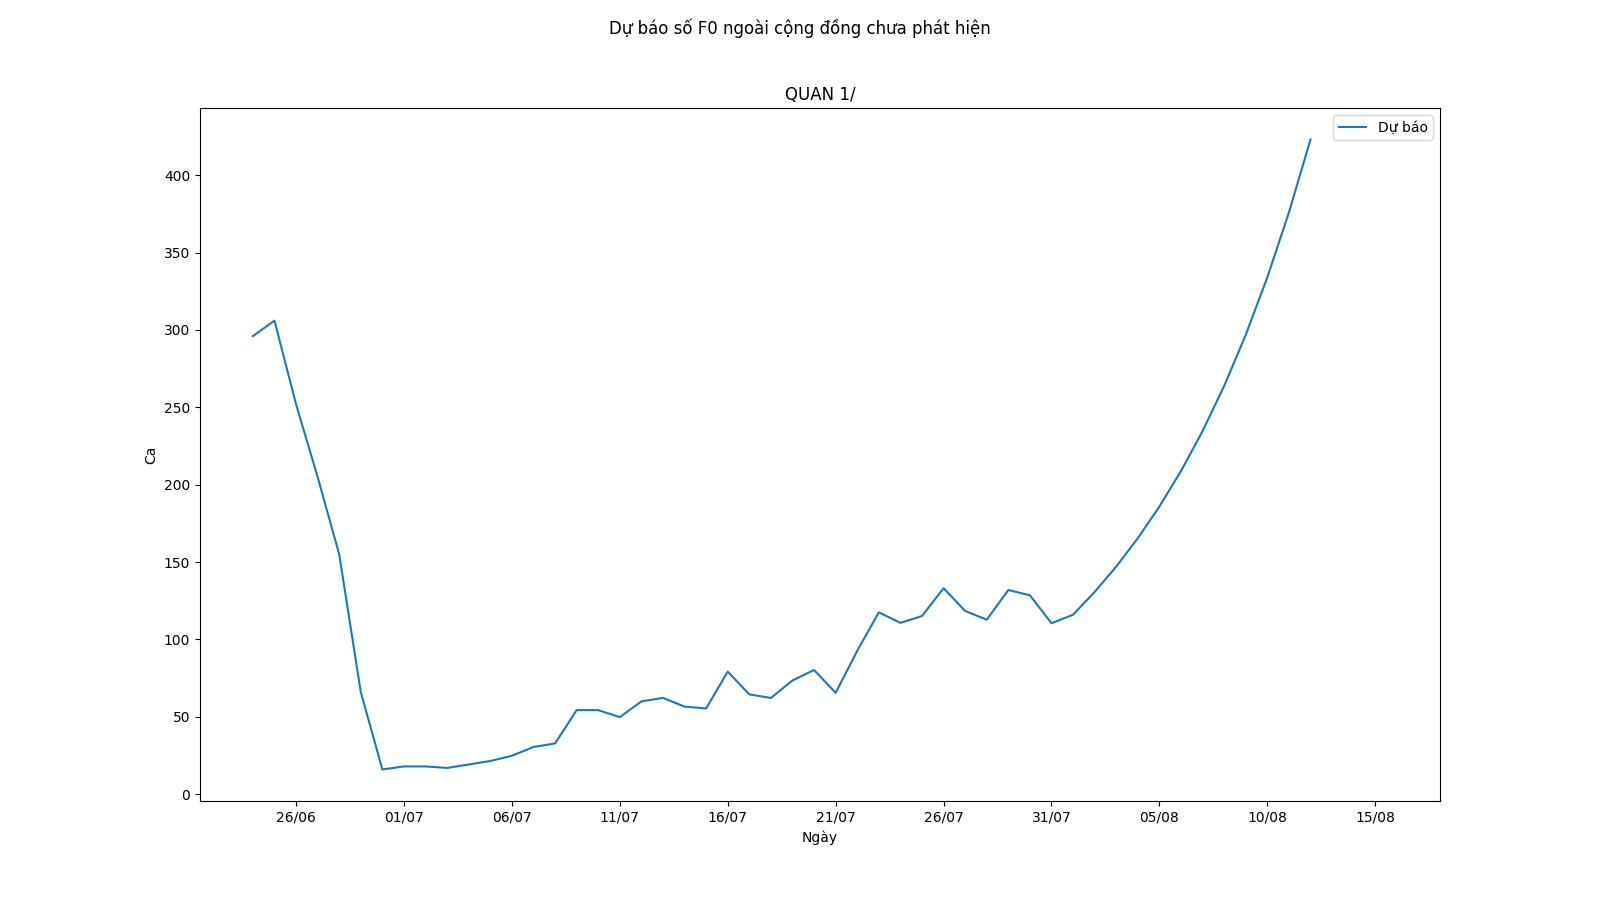 Dự báo số F0 ngoài cộng đồng chưa phát hiện
QUAN 1/
Dự báo
400
350
300
250
200
150
100
50
0
Ca
26/06 01/07 06/07 11/07 16/07 21/07 26/07 31/07 05/08 10/08 15/08
Ngày